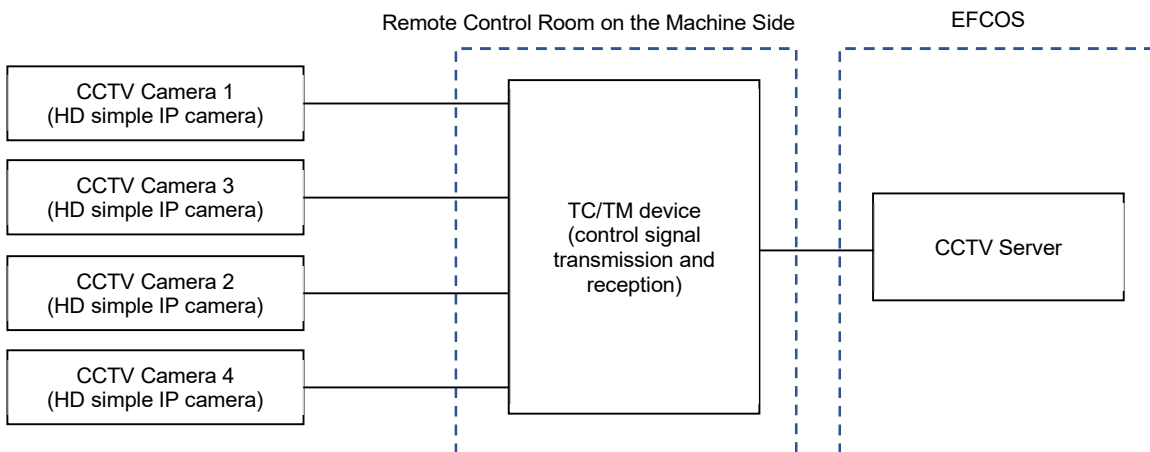 Remote Control Room on the Machine Side
EFCOS
CCTV Camera 1
(HD simple IP camera)
CCTV Camera 3
(HD simple IP camera)
CCTV Camera 2
(HD simple IP camera)
CCTV Camera 4
(HD simple IP camera)
TC/TM device
(control signal
transmission and
reception)
CCTV Server